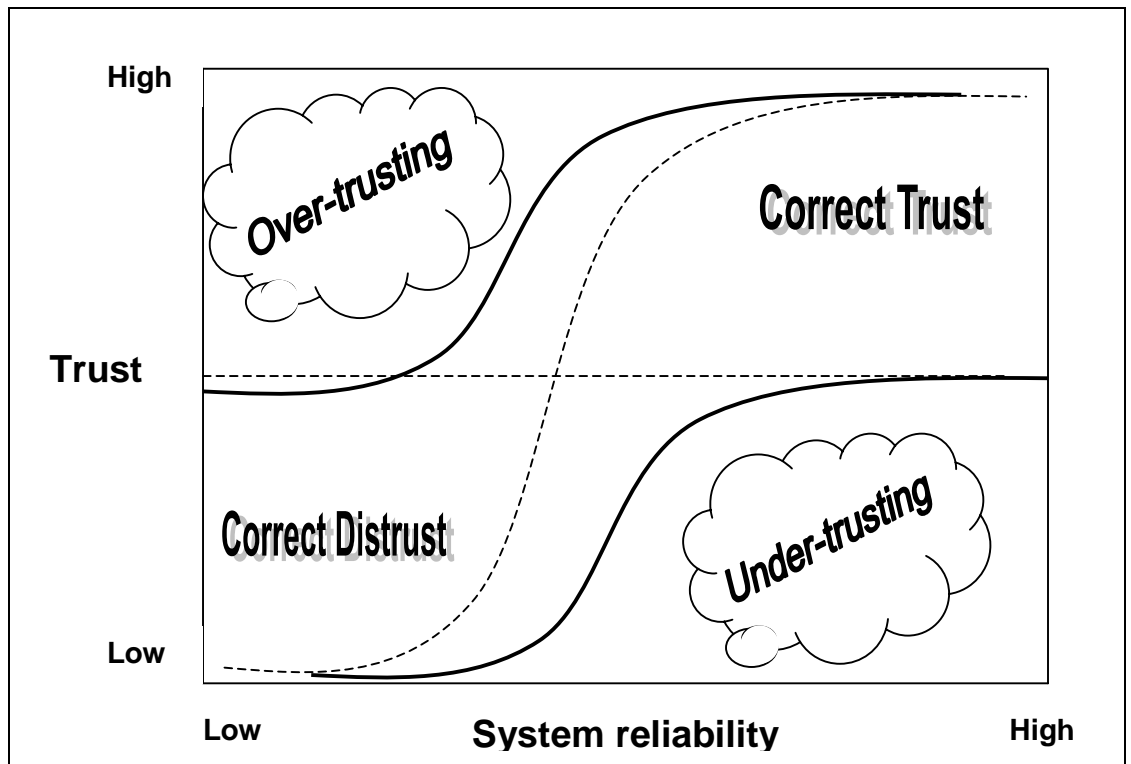 High
Over-trusting
Correct Trust
Trust
Correct Distrust
Under-trusting
Low
Low
System reliability
High